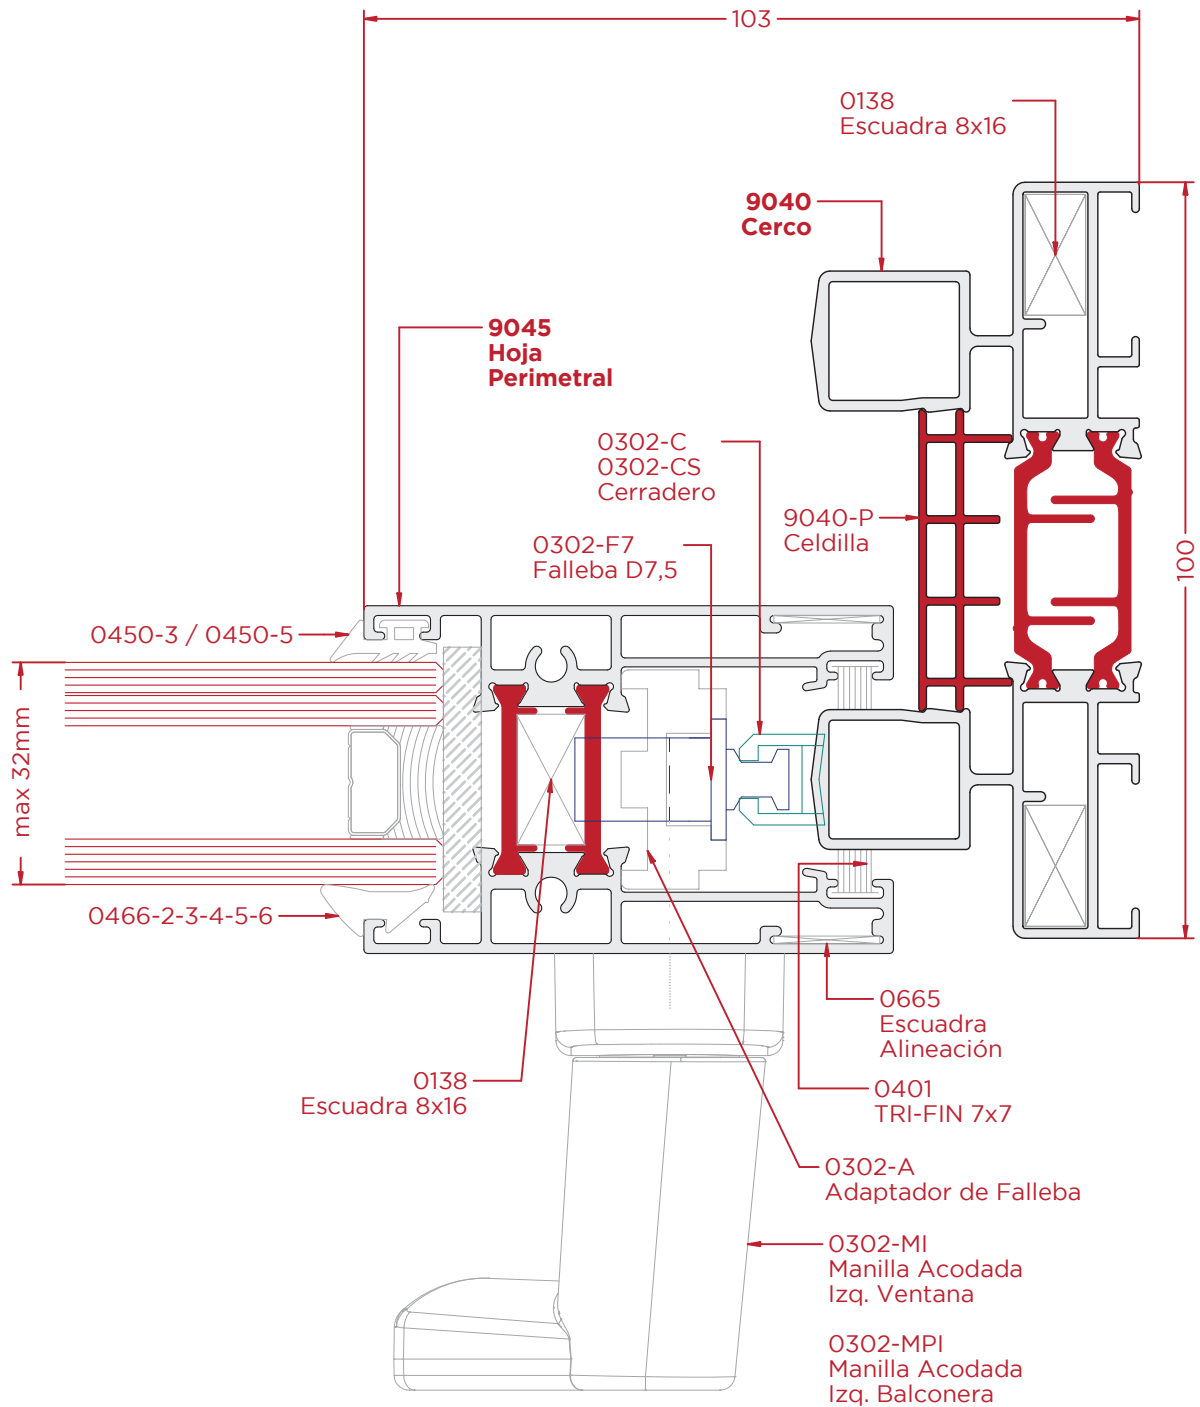 103
0138
Escuadra 8x16
9040
Cerco
9045
Hoja
Perimetral
0302-C
0302-CS
Cerradero
9040-P
Celdilla
0302-F7
Falleba D7,5
100
0450-3 / 0450-5
max 32mm
0466-2-3-4-5-6
0665
Escuadra
Alineación
0138
Escuadra 8x16
0401
TRI-FIN 7x7
0302-A
Adaptador de Falleba
0302-MI
Manilla Acodada
Izq. Ventana
0302-MPI
Manilla Acodada
Izq. Balconera